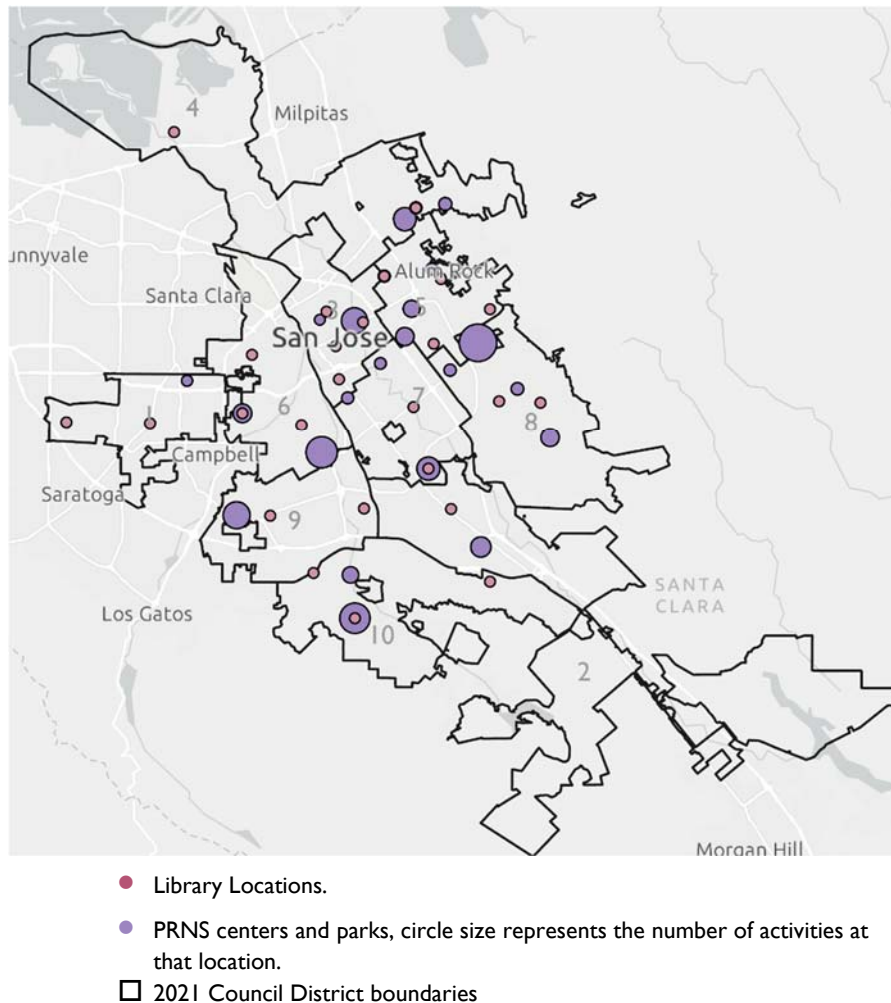 4
Milpitas
unnyvale
Alum Rock
Santa Clara
3
5
San Jose
6
7
1
8
Campbell
Saratoga
9
SANTA
CLARA
Los Gatos
10
2
Morgan Hill
Library Locations.
PRNS centers and parks, circle size represents the number of activities at
that location.
2021 Council District boundaries